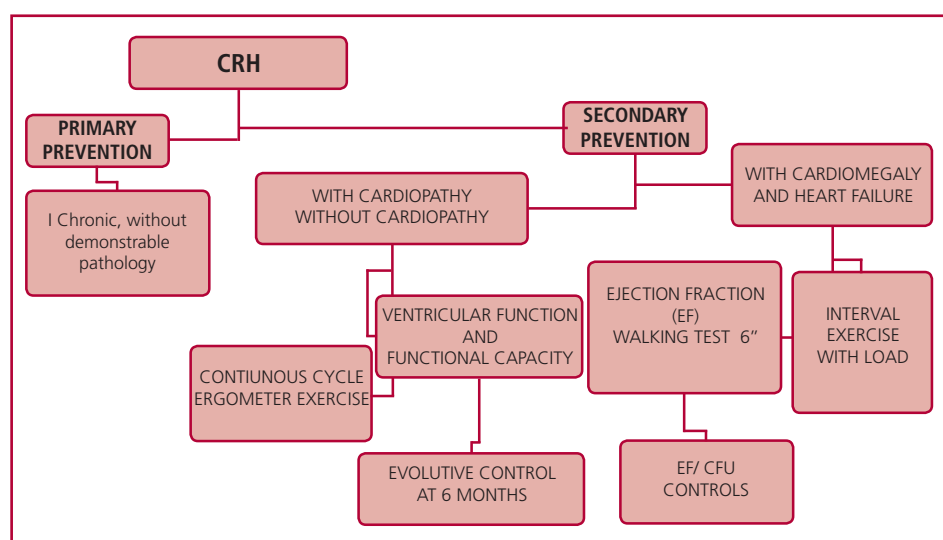 CRH
PRIMARY
PREVENTION
SECONDARY
PREVENTION
I Chronic, without
demonstrable
pathology
WITH CARDIOPATHY
WITHOUT CARDIOPATHY
WITH CARDIOMEGALY
AND HEART FAILURE
VENTRICULAR FUNCTION
AND
FUNCTIONAL CAPACITY
EJECTION FRACTION
(EF)
WALKING TEST 6”
INTERVAL
EXERCISE
WITH LOAD
CONTIUNOUS CYCLE
ERGOMETER EXERCISE
EVOLUTIVE CONTROL
AT 6 MONTHS
EF/ CFU
CONTROLS